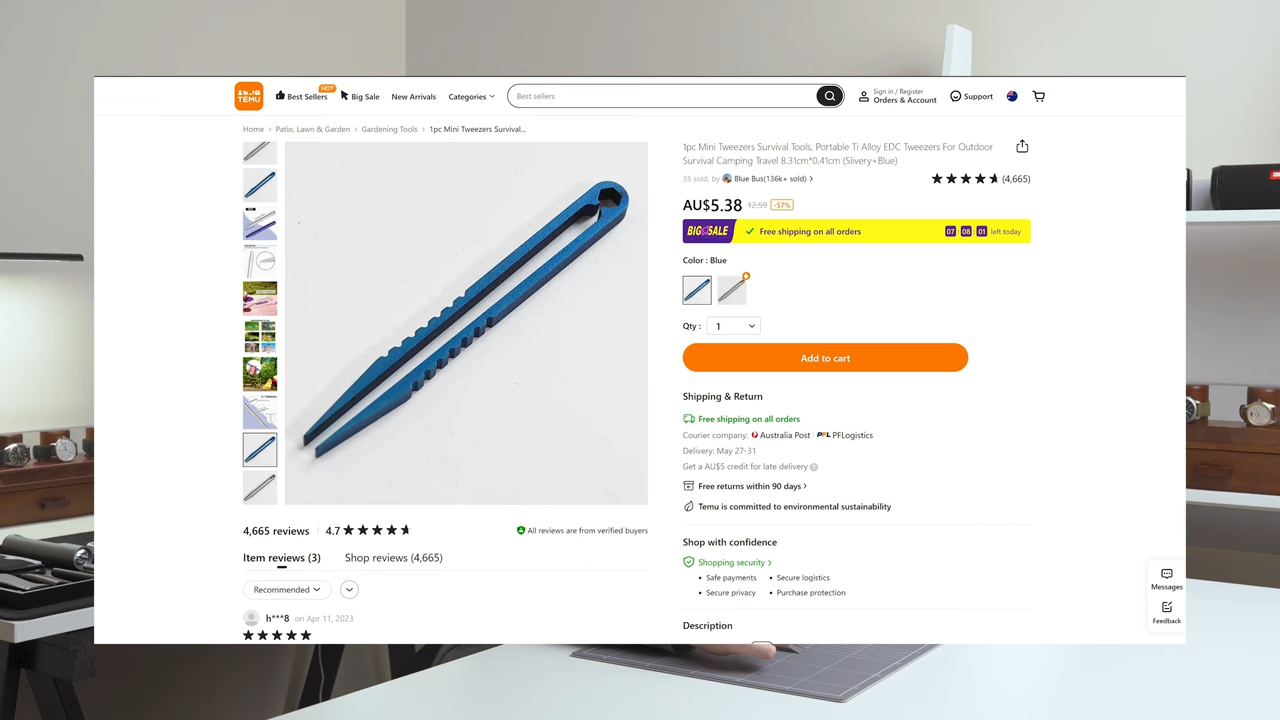 TEMU
Best Sellers
HOT
Big Sale
New Arrivals
Categories
Best sellers
Sign in / Register
Orders & Account
Support
Home › Patio, Lawn & Garden › Gardening Tools › 1pc Mini Tweezers Survival...
1pc Mini Tweezers Survival Tools, Portable Ti Alloy EDC Tweezers For Outdoor
Survival Camping Travel 8.31cm*0.41cm (Slivery+Blue)
35 sold, by Blue Bus(136k+ sold) ›
(4,665)
AU$5.38 12.59 -57%
BIG SALE
Free shipping on all orders
07:08:01 left today
Color : Blue
Qty : 1
Add to cart
Shipping & Return
Free shipping on all orders
Courier company: Australia Post PFL PFLogistics
Delivery: May 27-31
Get a AU$5 credit for late delivery ?
Free returns within 90 days ›
Temu is committed to environmental sustainability
Shop with confidence
Shopping security ›
• Safe payments • Secure logistics
• Secure privacy • Purchase protection
Description
4,665 reviews 4.7
All reviews are from verified buyers
Item reviews (3) Shop reviews (4,665)
Recommended
h***8 on Apr 11, 2023
Messages
Feedback